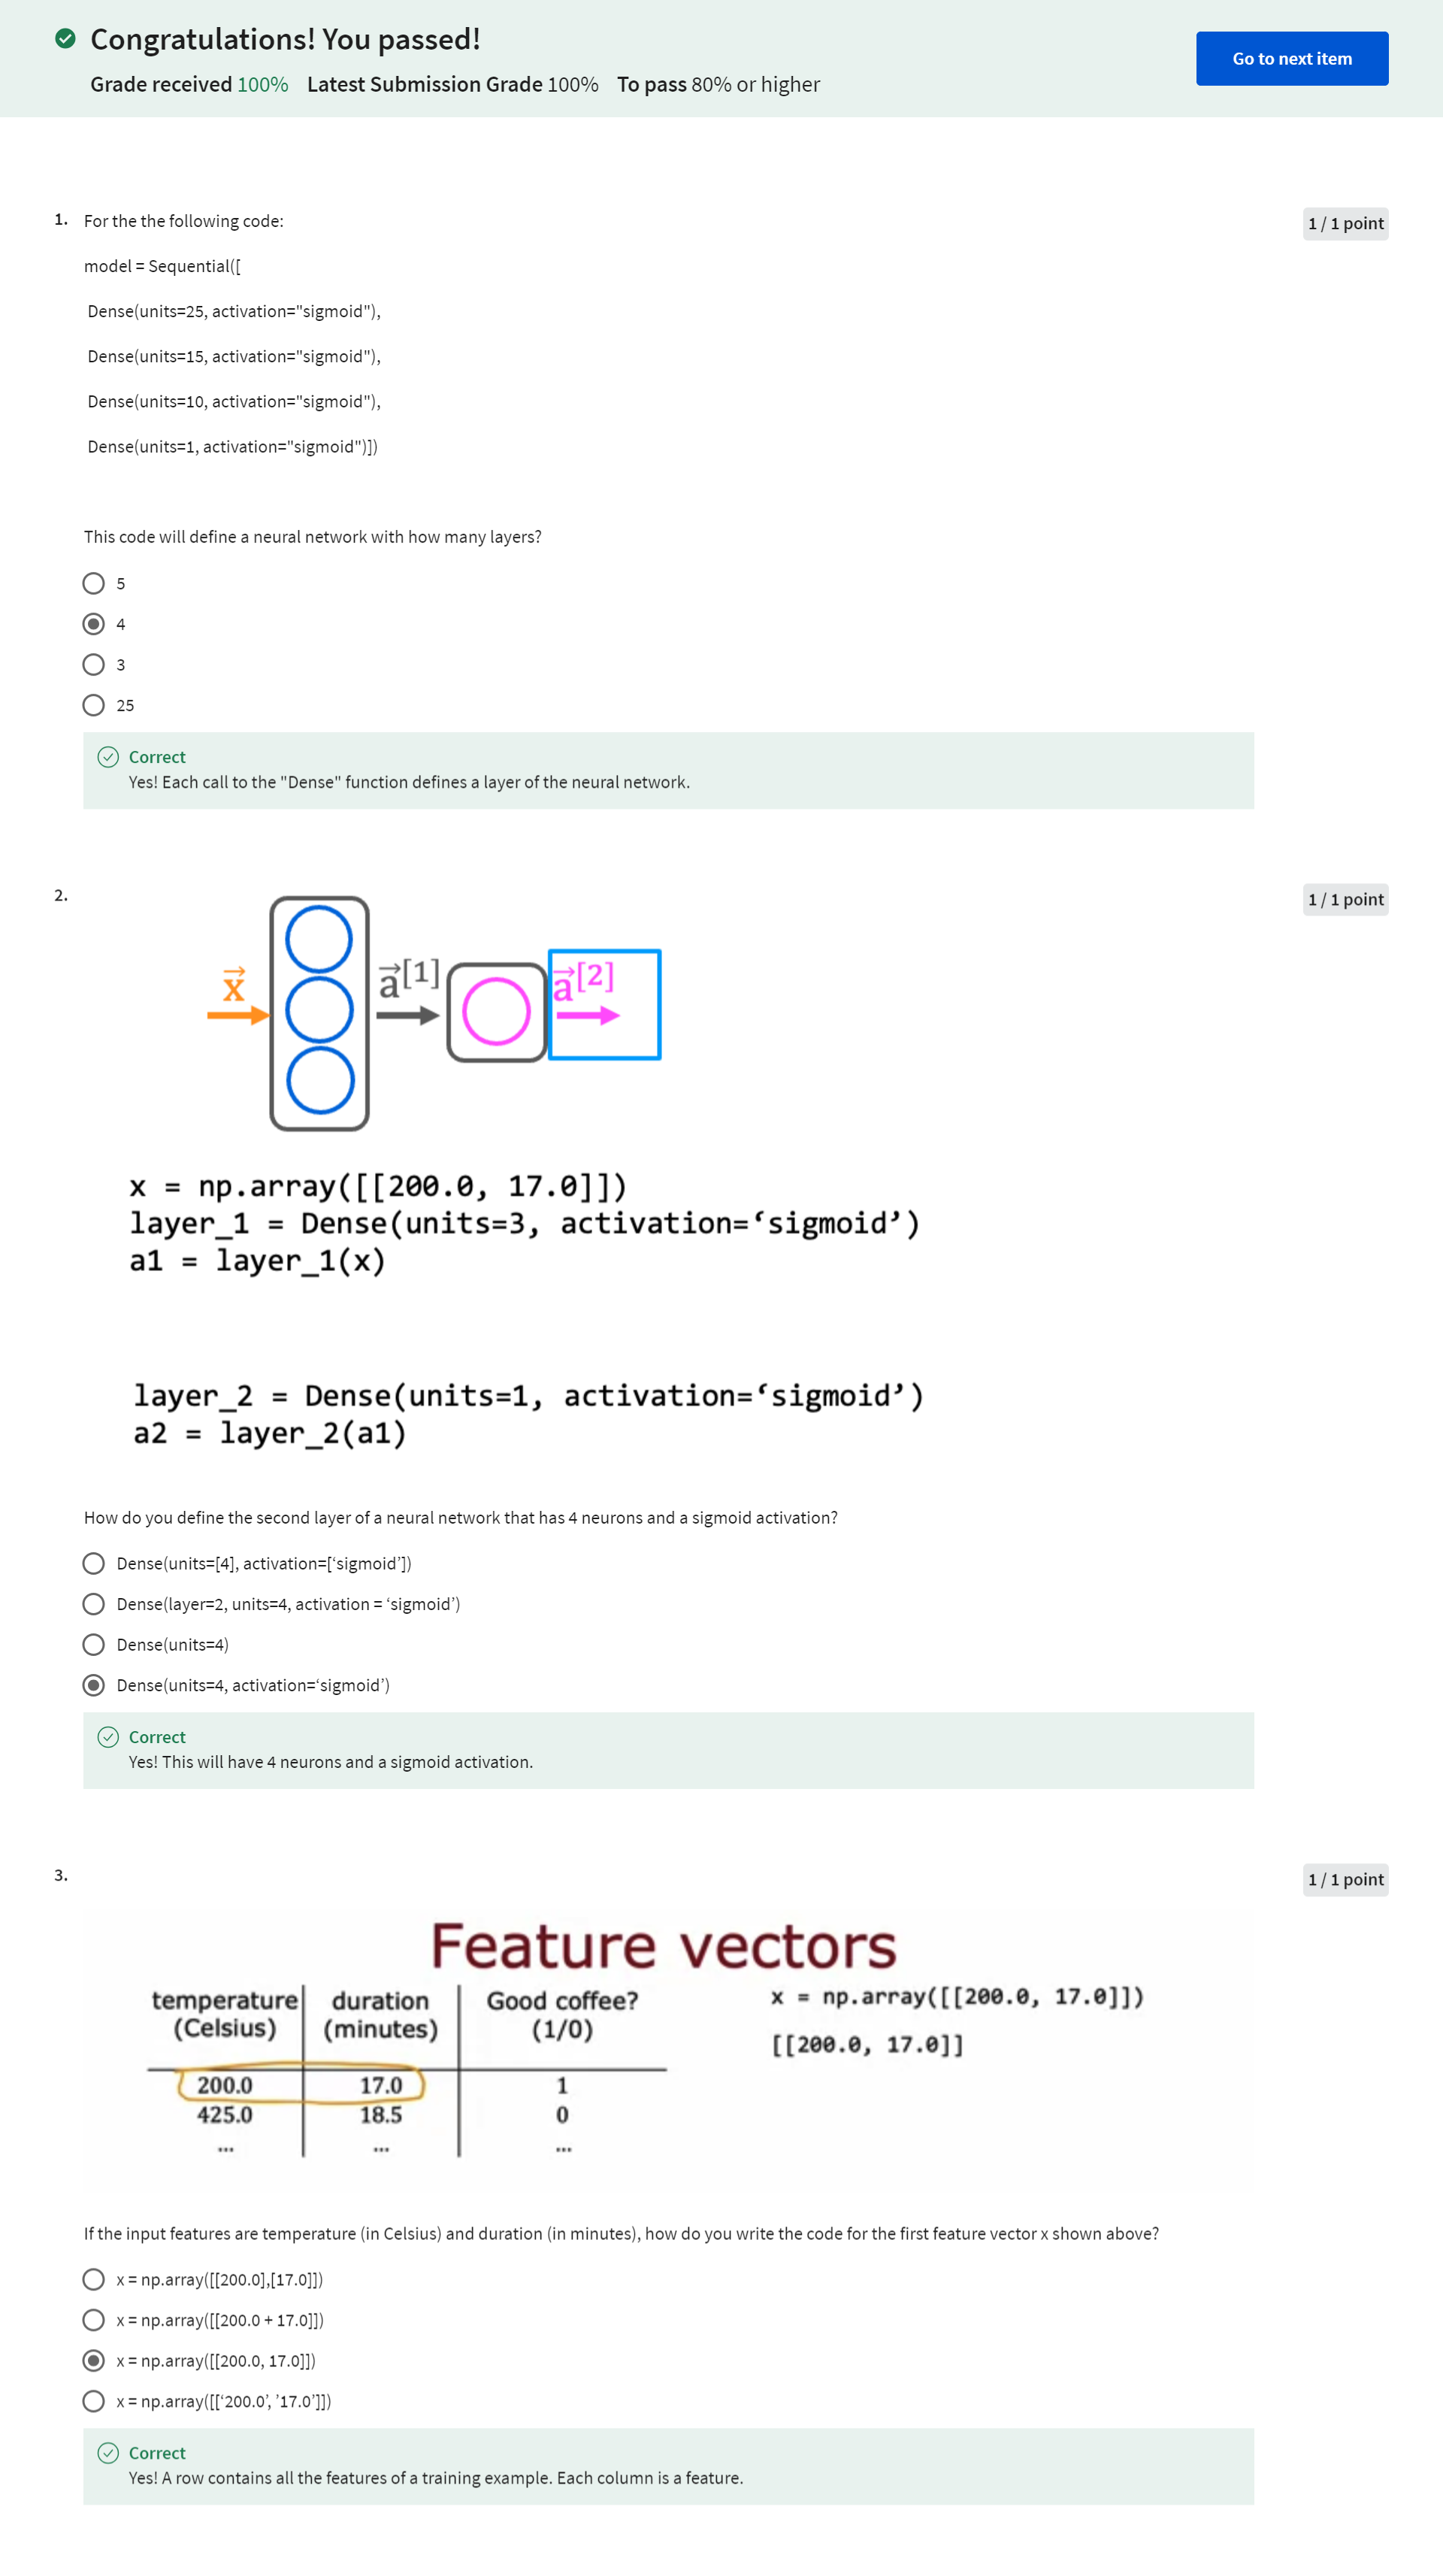 Congratulations! You passed!
Grade received 100% Latest Submission Grade 100% To pass 80% or higher
Go to next item
1. For the the following code:
1 / 1 point
model = Sequential([
Dense(units=25, activation="sigmoid"),
Dense(units=15, activation="sigmoid"),
Dense(units=10, activation="sigmoid"),
Dense(units=1, activation="sigmoid")])
This code will define a neural network with how many layers?
5
4
3
25
Correct
Yes! Each call to the "Dense" function defines a layer of the neural network.
2.
1 / 1 point
x⃗ a⃗[1] a⃗[2]
x = np.array([[200.0, 17.0]])
layer_1 = Dense(units=3, activation=‘sigmoid’)
a1 = layer_1(x)
layer_2 = Dense(units=1, activation=‘sigmoid’)
a2 = layer_2(a1)
How do you define the second layer of a neural network that has 4 neurons and a sigmoid activation?
Dense(units=[4], activation=[‘sigmoid’])
Dense(layer=2, units=4, activation = ‘sigmoid’)
Dense(units=4)
Dense(units=4, activation=‘sigmoid’)
Correct
Yes! This will have 4 neurons and a sigmoid activation.
3.
1 / 1 point
Feature vectors
temperature duration Good coffee?
(Celsius) (minutes) (1/0)
200.0 17.0 1
425.0 18.5 0
... ... ...
x = np.array([[200.0, 17.0]])
[[200.0, 17.0]]
If the input features are temperature (in Celsius) and duration (in minutes), how do you write the code for the first feature vector x shown above?
x = np.array([[200.0],[17.0]])
x = np.array([[200.0 + 17.0]])
x = np.array([[200.0, 17.0]])
x = np.array([[‘200.0’, ’17.0’]])
Correct
Yes! A row contains all the features of a training example. Each column is a feature.